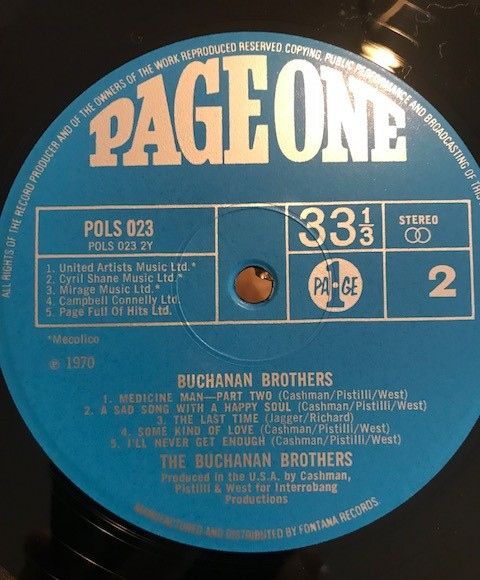 ALL RIGHTS OF THE RECORD PRODUCER AND OF THE OWNERS OF THE WORK REPRODUCED RESERVED. COPYING, PUBLIC PERFORMANCE AND BROADCASTING OF THIS
PAGE ONE
POLS 023
POLS 023 2Y
33 1/3
STEREO
1. United Artists Music Ltd.*
2. Cyril Shane Music Ltd.*
3. Mirage Music Ltd.*
4. Campbell Connelly Ltd.
5. Page Full Of Hits Ltd.
PA1GE
2
*Mecolico
℗ 1970
BUCHANAN BROTHERS
1. MEDICINE MAN—PART TWO (Cashman/Pistilli/West)
2. A SAD SONG WITH A HAPPY SOUL (Cashman/Pistilli/West)
3. THE LAST TIME (Jagger/Richard)
4. SOME KIND OF LOVE (Cashman/Pistilli/West)
5. I'LL NEVER GET ENOUGH (Cashman/Pistilli/West)
THE BUCHANAN BROTHERS
Produced in the U.S.A. by Cashman,
Pistilli & West for Interrobang
Productions
MANUFACTURED AND DISTRIBUTED BY FONTANA RECORDS.